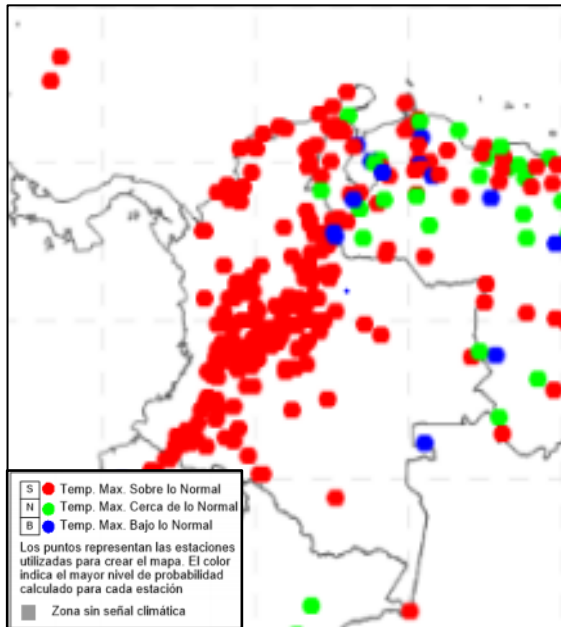 S Temp. Max. Sobre lo Normal
N Temp. Max. Cerca de lo Normal
B Temp. Max. Bajo lo Normal
Los puntos representan las estaciones
utilizadas para crear el mapa. El color
indica el mayor nivel de probabilidad
calculado para cada estación
Zona sin señal climática